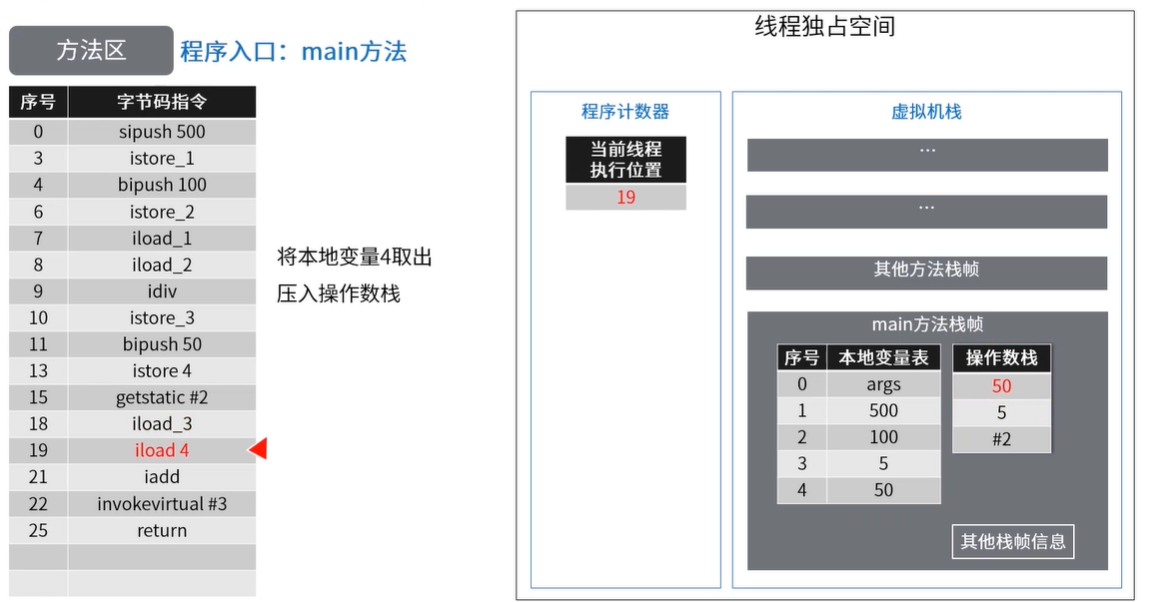 方法区
程序入口：main方法
序号 字节码指令
0 sipush 500
3 istore_1
4 bipush 100
6 istore_2
7 iload_1
8 iload_2
9 idiv
10 istore_3
11 bipush 50
13 istore 4
15 getstatic #2
18 iload_3
19 iload 4
21 iadd
22 invokevirtual #3
25 return
将本地变量4取出
压入操作数栈
线程独占空间
程序计数器
当前线程
执行位置
19
虚拟机栈
...
...
其他方法栈帧
main方法栈帧
序号 本地变量表
0 args
1 500
2 100
3 5
4 50
操作数栈
50
5
#2
其他栈帧信息